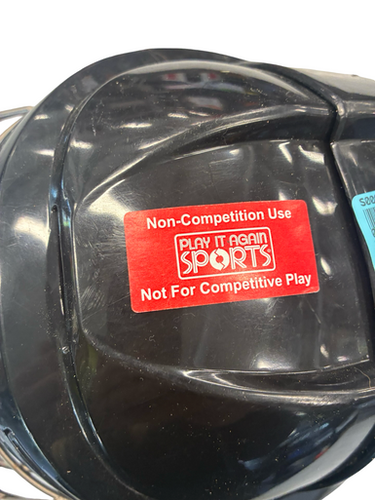 Non-Competition Use
PLAY IT AGAIN
SPORTS
Not For Competitive Play